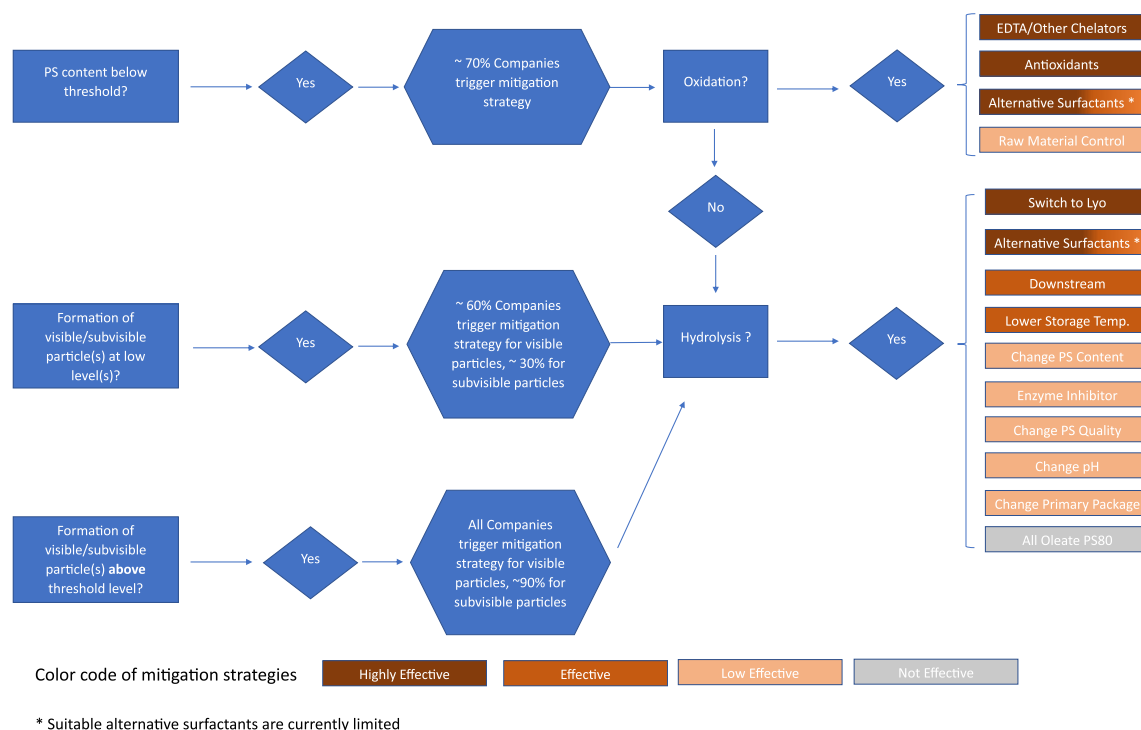 PS content below
threshold?
Yes
~ 70% Companies
trigger mitigation
strategy
Oxidation?
Yes
EDTA/Other Chelators
Antioxidants
Alternative Surfactants *
Raw Material Control
No
Formation of
visible/subvisible
particle(s) at low
level(s)?
Yes
~ 60% Companies
trigger mitigation
strategy for visible
particles, ~ 30% for
subvisible particles
Hydrolysis ?
Yes
Switch to Lyo
Alternative Surfactants *
Downstream
Lower Storage Temp.
Change PS Content
Enzyme Inhibitor
Change PS Quality
Change pH
Change Primary Package
All Oleate PS80
Formation of
visible/subvisible
particle(s) above
threshold level?
Yes
All Companies
trigger mitigation
strategy for visible
particles, ~90% for
subvisible particles
Color code of mitigation strategies
Highly Effective
Effective
Low Effective
Not Effective
* Suitable alternative surfactants are currently limited